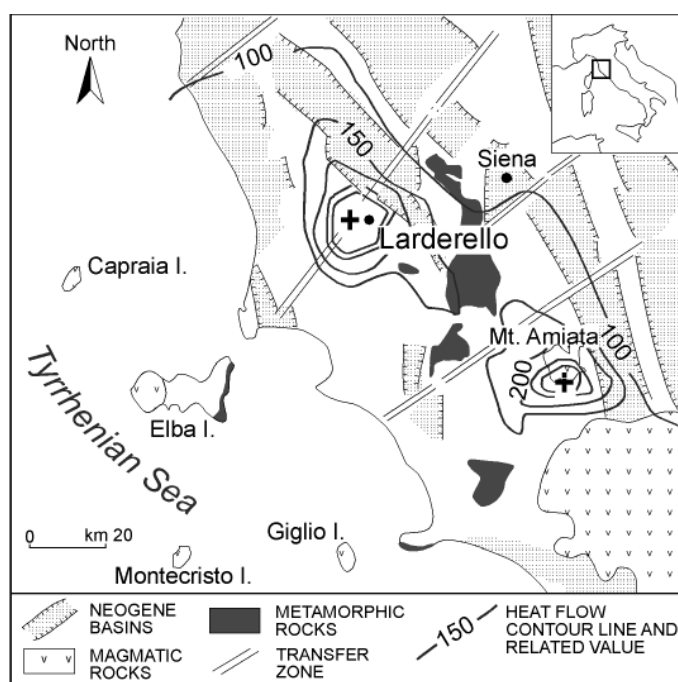 North
100
150
Siena
Larderello
Capraia I.
Mt. Amiata
100
200
Tyrrhenian Sea
Elba I.
0 km 20
Giglio I.
Montecristo I.
NEOGENE
BASINS
METAMORPHIC
ROCKS
150
HEAT FLOW
CONTOUR LINE AND
RELATED VALUE
MAGMATIC
ROCKS
TRANSFER
ZONE